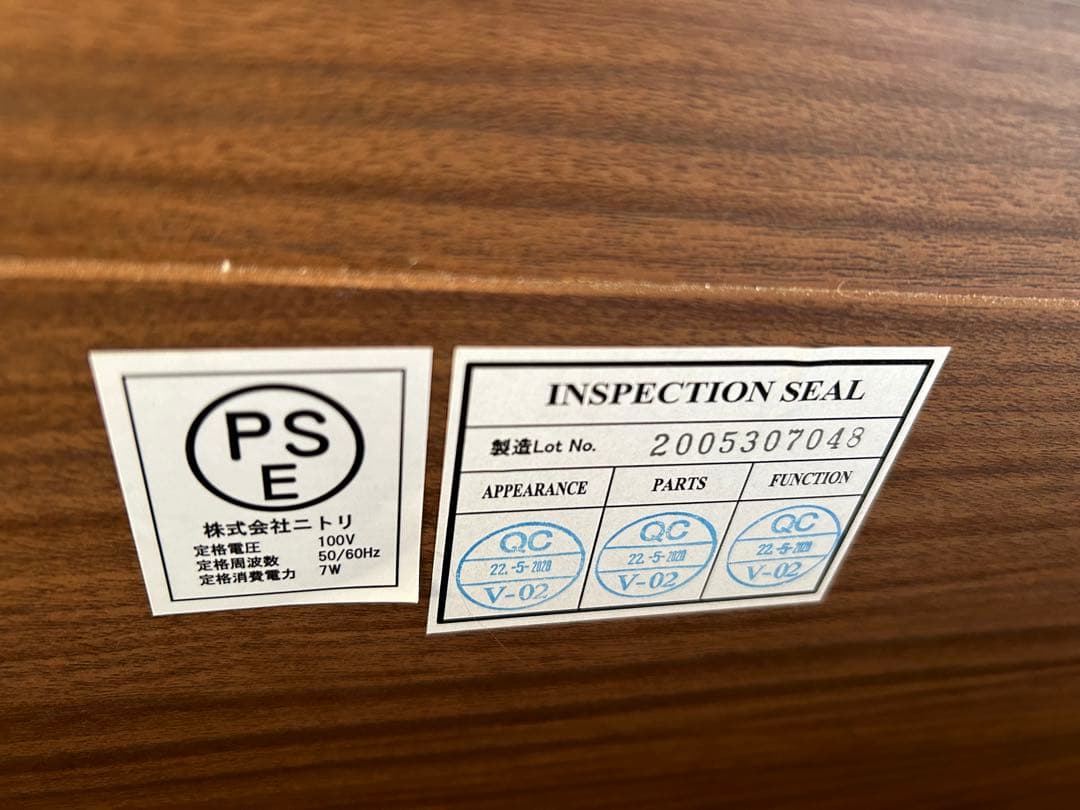 PS
E
株式会社ニトリ
定格電圧 100V
定格周波数 50/60Hz
定格消費電力 7W
INSPECTION SEAL
製造Lot No. 2005307048
APPEARANCE PARTS FUNCTION
QC QC QC
22.-5-2020 22-5-2020 22-5-2020
V-02 V-02 V-02